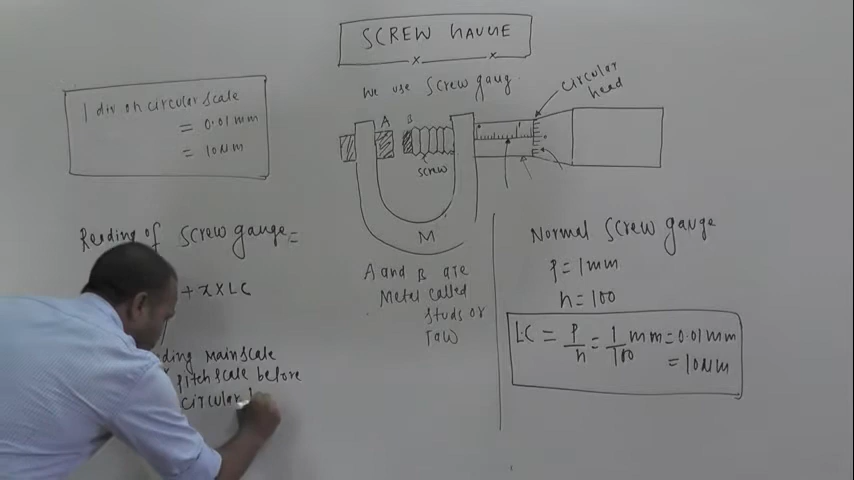 SCREW GAUGE
We use Screw gaug.
1 div on circular scale
= 0.01 mm
= 10 μm
circular
head
A
B
screw
M
Reading of screw gauge =
+ x X LC
ding main scale
pitch scale before
circular
A and B are
Metal called
studs or
Jaw
Normal Screw gauge
P = 1 mm
n = 100
LC = P/n = 1/100 mm = 0.01 mm
= 10 μm